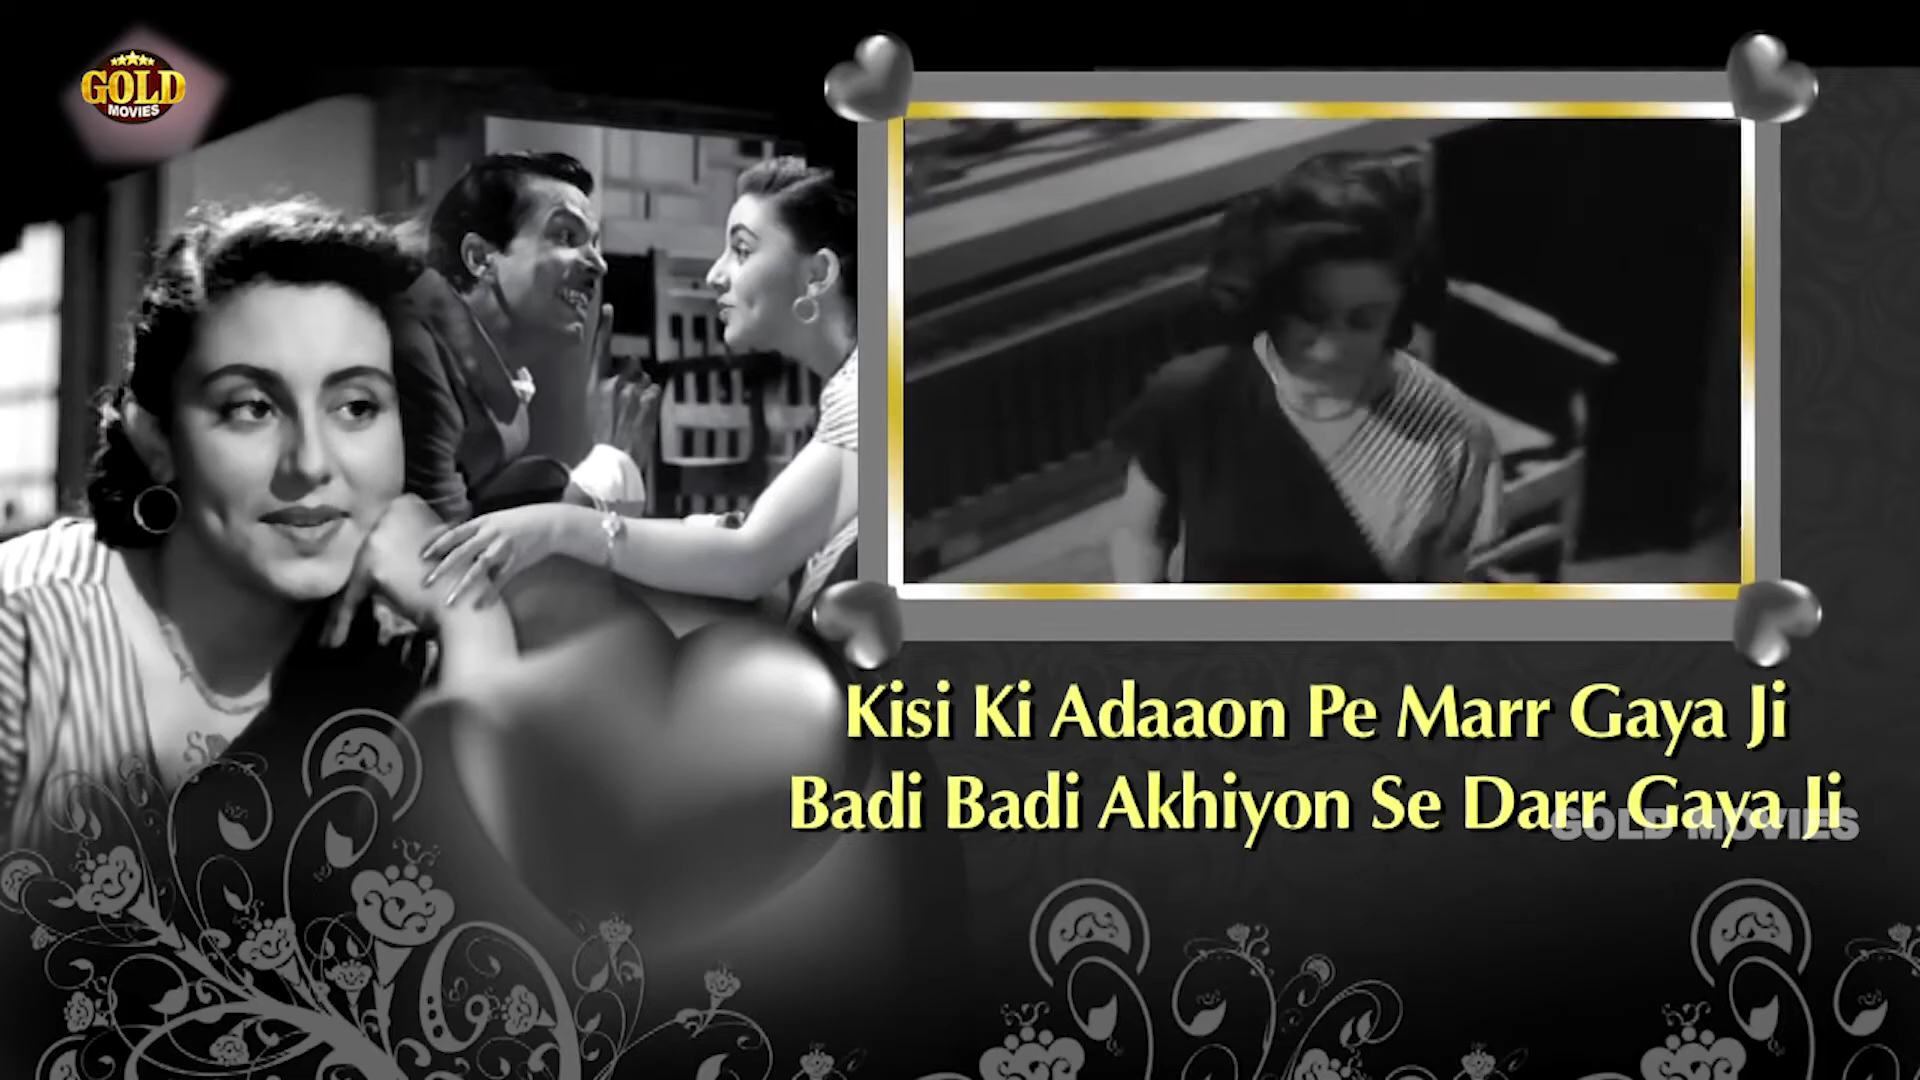 GOLD
MOVIES
Kisi Ki Adaaon Pe Marr Gaya Ji
Badi Badi Akhiyon Se Darr Gaya Ji
GOLD MOVIES